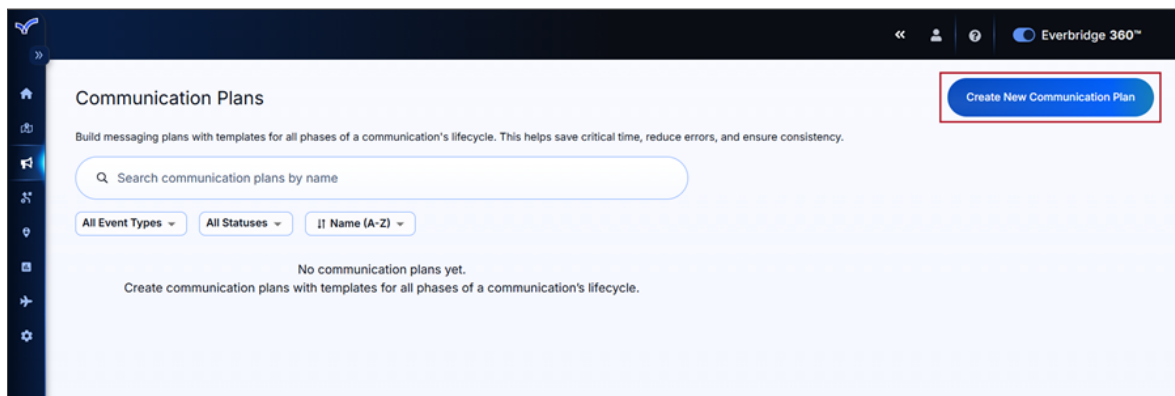 Everbridge 360™
Communication Plans
Create New Communication Plan
Build messaging plans with templates for all phases of a communication's lifecycle. This helps save critical time, reduce errors, and ensure consistency.
Search communication plans by name
All Event Types
All Statuses
Name (A-Z)
No communication plans yet.
Create communication plans with templates for all phases of a communication's lifecycle.